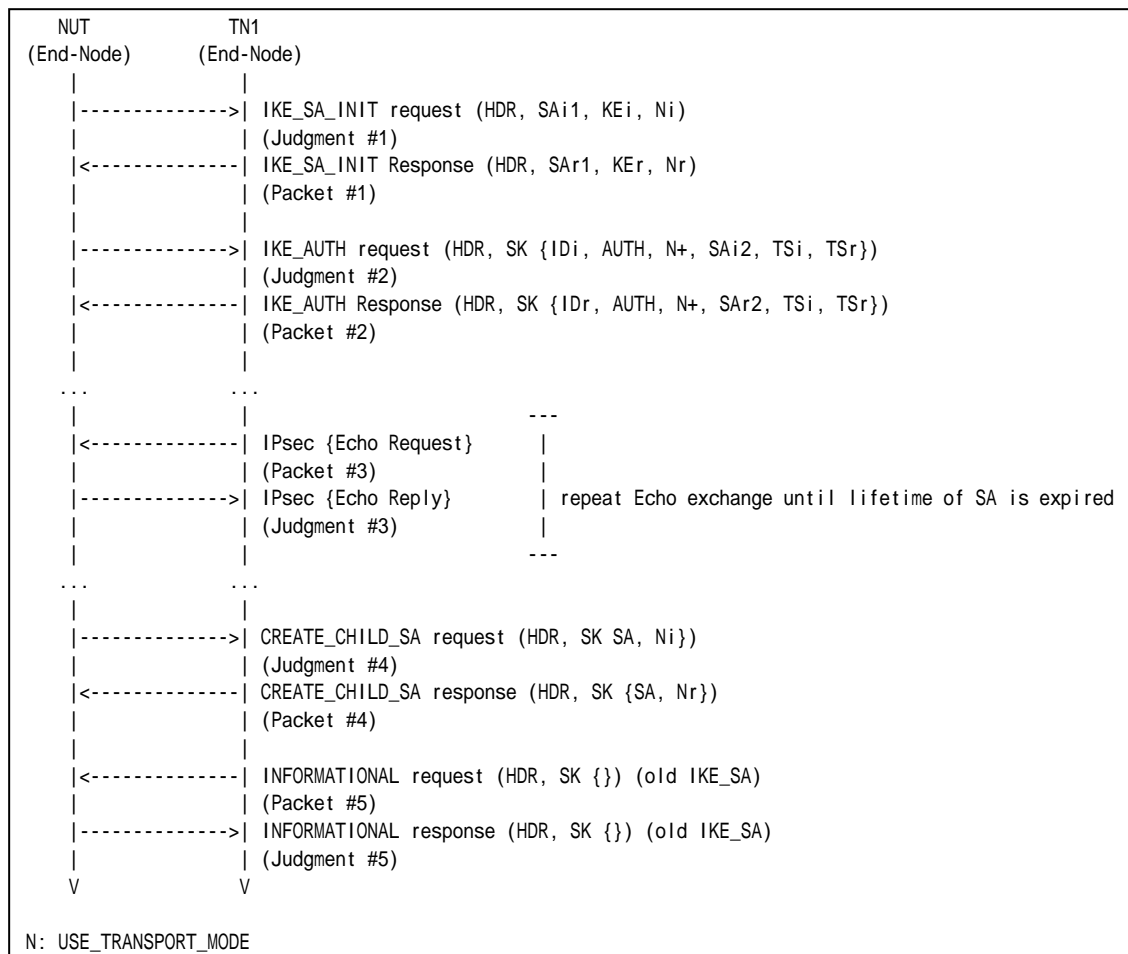 NUT              TN1
(End-Node)        (End-Node)
     |                 |
     |-------------->| IKE_SA_INIT request (HDR, SAi1, KEi, Ni)
     |                 | (Judgment #1)
     |<--------------| IKE_SA_INIT Response (HDR, SAr1, KEr, Nr)
     |                 | (Packet #1)
     |                 |
     |-------------->| IKE_AUTH request (HDR, SK {IDi, AUTH, N+, SAi2, TSi, TSr})
     |                 | (Judgment #2)
     |<--------------| IKE_AUTH Response (HDR, SK {IDr, AUTH, N+, SAr2, TSi, TSr})
     |                 | (Packet #2)
     |                 |
    ...               ...
     |                 |                              ---
     |<--------------| IPsec {Echo Request}           |
     |                 | (Packet #3)                    |
     |-------------->| IPsec {Echo Reply}             | repeat Echo exchange until lifetime of SA is expired
     |                 | (Judgment #3)                  |
     |                 |                              ---
    ...               ...
     |                 |
     |-------------->| CREATE_CHILD_SA request (HDR, SK SA, Ni})
     |                 | (Judgment #4)
     |<--------------| CREATE_CHILD_SA response (HDR, SK {SA, Nr})
     |                 | (Packet #4)
     |                 |
     |<--------------| INFORMATIONAL request (HDR, SK {}) (old IKE_SA)
     |                 | (Packet #5)
     |-------------->| INFORMATIONAL response (HDR, SK {}) (old IKE_SA)
     |                 | (Judgment #5)
     V                 V
N: USE_TRANSPORT_MODE